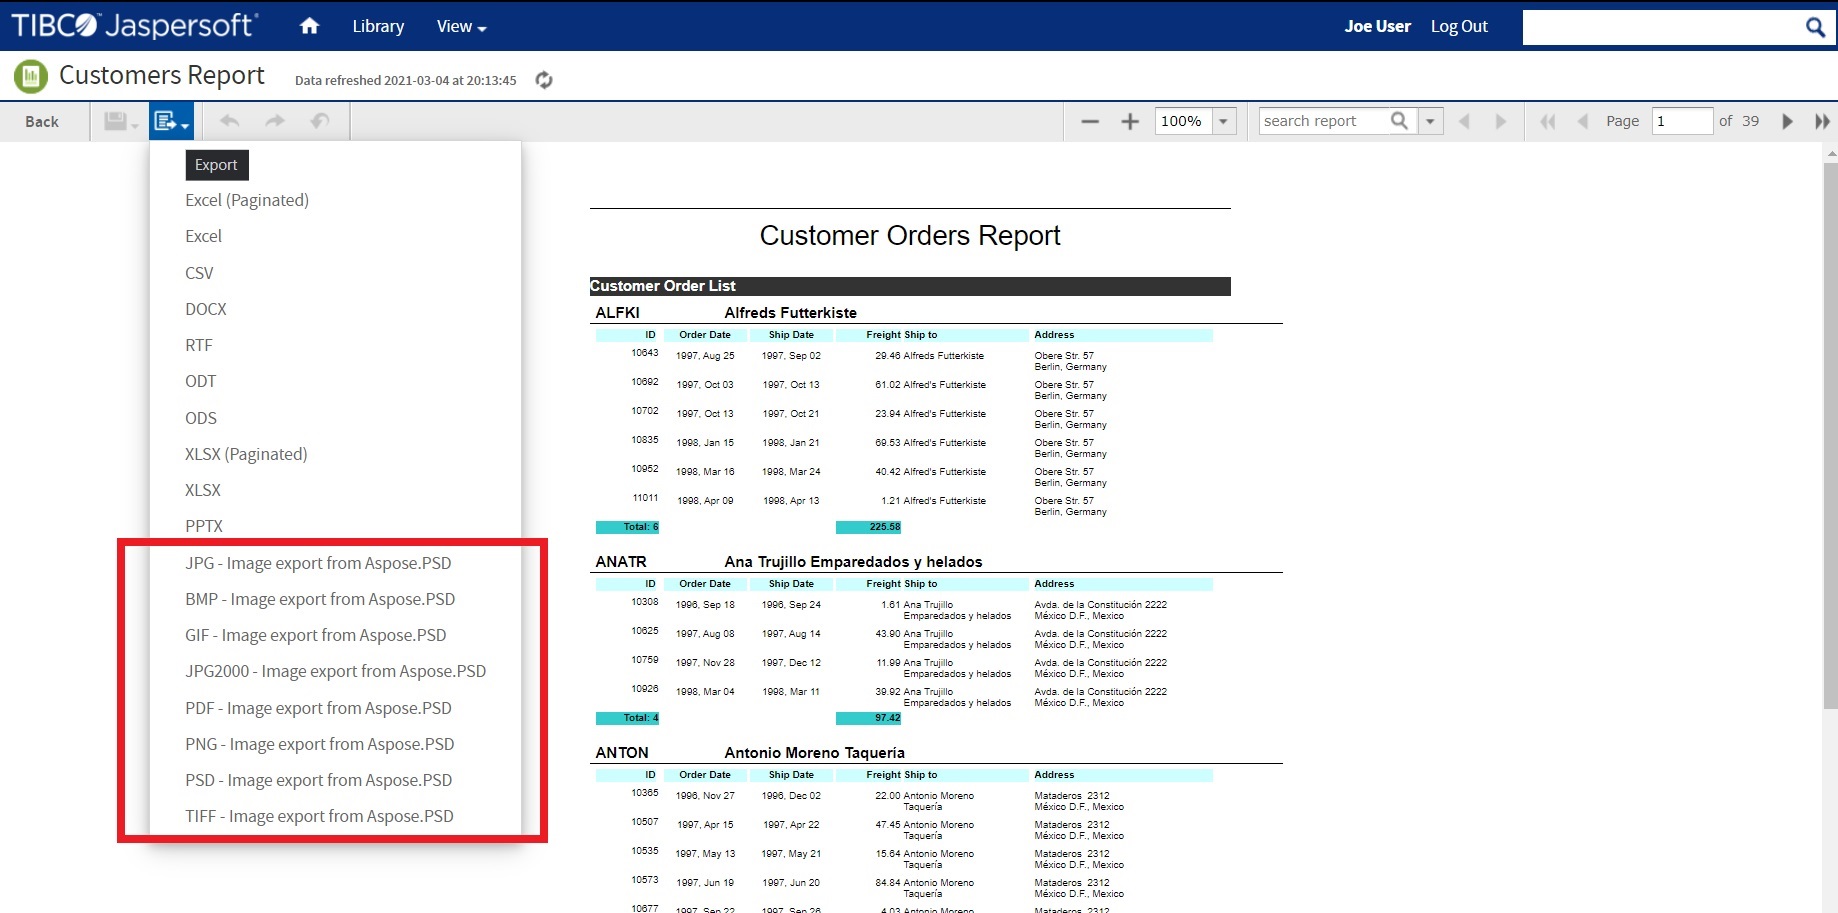 TIBCO Jaspersoft Library View Joe User Log Out
Customers Report Data refreshed 2021-03-04 at 20:13:45
Back 100% search report Page 1 of 39
Export
Excel (Paginated)
Excel
CSV
DOCX
RTF
ODT
ODS
XLSX (Paginated)
XLSX
PPTX
JPG - Image export from Aspose.PSD
BMP - Image export from Aspose.PSD
GIF - Image export from Aspose.PSD
JPG2000 - Image export from Aspose.PSD
PDF - Image export from Aspose.PSD
PNG - Image export from Aspose.PSD
PSD - Image export from Aspose.PSD
TIFF - Image export from Aspose.PSD
Customer Orders Report
Customer Order List
ALFKI Alfreds Futterkiste
ID Order Date Ship Date Freight Ship to Address
10643 1997, Aug 25 1997, Sep 02 29.46 Alfreds Futterkiste Obere Str. 57
Berlin, Germany
10692 1997, Oct 03 1997, Oct 13 61.02 Alfred's Futterkiste Obere Str. 57
Berlin, Germany
10702 1997, Oct 13 1997, Oct 21 23.94 Alfred's Futterkiste Obere Str. 57
Berlin, Germany
10835 1998, Jan 15 1998, Jan 21 69.53 Alfred's Futterkiste Obere Str. 57
Berlin, Germany
10952 1998, Mar 16 1998, Mar 24 40.42 Alfred's Futterkiste Obere Str. 57
Berlin, Germany
11011 1998, Apr 09 1998, Apr 13 1.21 Alfred's Futterkiste Obere Str. 57
Berlin, Germany
Total: 6 225.58
ANATR Ana Trujillo Emparedados y helados
ID Order Date Ship Date Freight Ship to Address
10308 1996, Sep 18 1996, Sep 24 1.61 Ana Trujillo Avda. de la Constitución 2222
Emparedados y helados México D.F., Mexico
10625 1997, Aug 08 1997, Aug 14 43.90 Ana Trujillo Avda. de la Constitución 2222
Emparedados y helados México D.F., Mexico
10759 1997, Nov 28 1997, Dec 12 11.99 Ana Trujillo Avda. de la Constitución 2222
Emparedados y helados México D.F., Mexico
10926 1998, Mar 04 1998, Mar 11 39.92 Ana Trujillo Avda. de la Constitución 2222
Emparedados y helados México D.F., Mexico
Total: 4 97.42
ANTON Antonio Moreno Taquería
ID Order Date Ship Date Freight Ship to Address
10365 1996, Nov 27 1996, Dec 02 22.00 Antonio Moreno Mataderos 2312
Taquería México D.F., Mexico
10507 1997, Apr 15 1997, Apr 22 47.45 Antonio Moreno Mataderos 2312
Taquería México D.F., Mexico
10535 1997, May 13 1997, May 21 15.64 Antonio Moreno Mataderos 2312
Taquería México D.F., Mexico
10573 1997, Jun 19 1997, Jun 20 84.84 Antonio Moreno Mataderos 2312
Taquería México D.F., Mexico
10677 1997, Sep 22 1997, Sep 26 4.03 Antonio Moreno Mataderos 2312